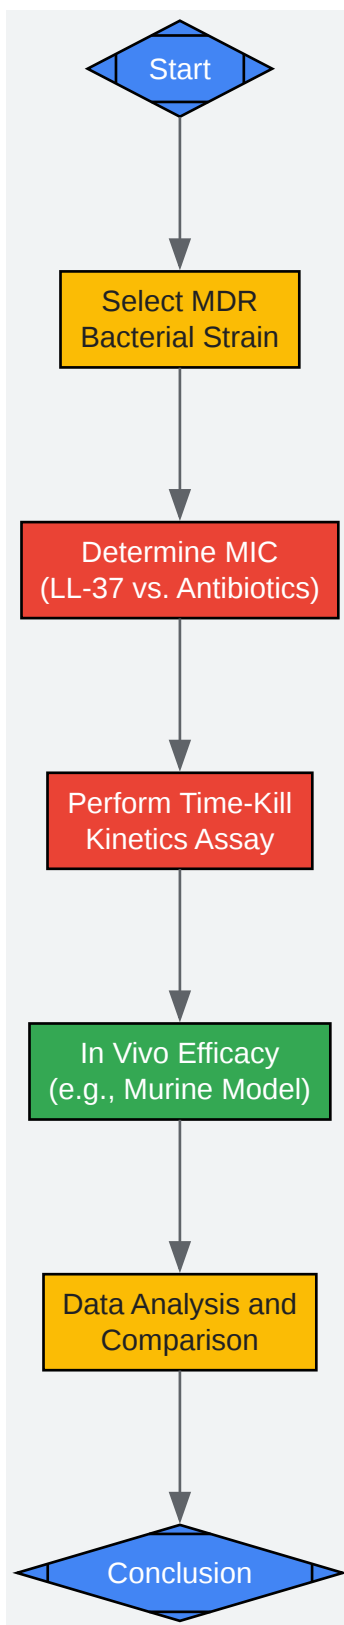 Start
Select MDR
Bacterial Strain
Determine MIC
(LL-37 vs. Antibiotics)
Perform Time-Kill
Kinetics Assay
In Vivo Efficacy
(e.g., Murine Model)
Data Analysis and
Comparison
Conclusion